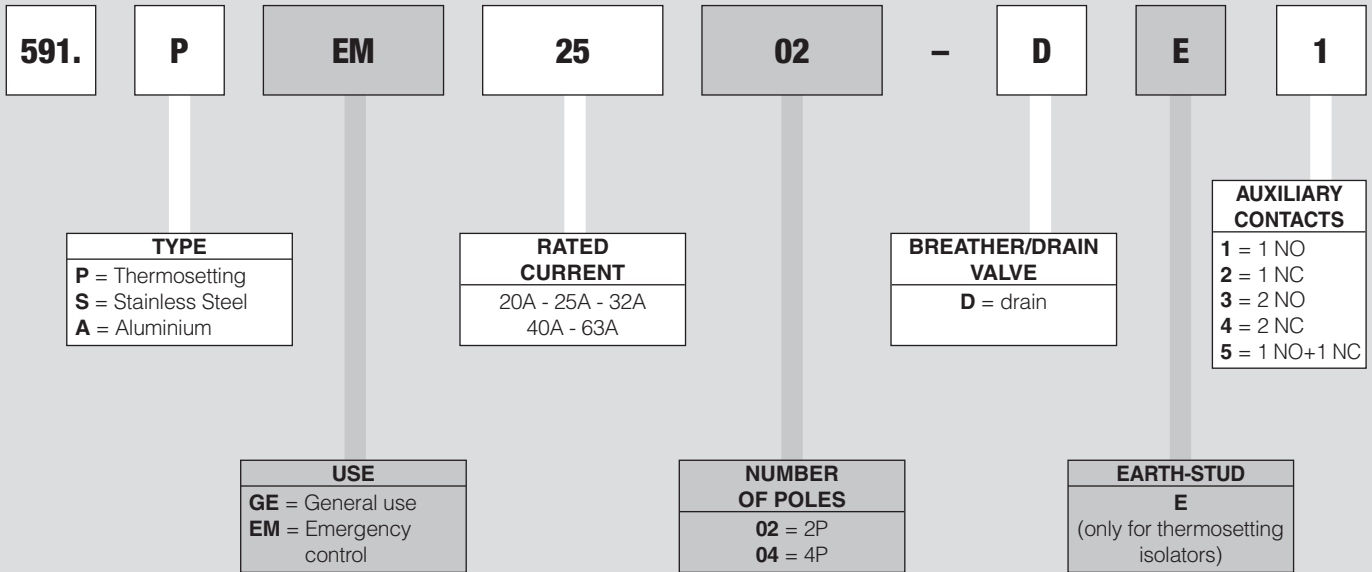 591. P EM 25 02 – D E 1
TYPE
P = Thermosetting
S = Stainless Steel
A = Aluminium
RATED
CURRENT
20A - 25A - 32A
40A - 63A
BREATHER/DRAIN
VALVE
D = drain
AUXILIARY
CONTACTS
1 = 1 NO
2 = 1 NC
3 = 2 NO
4 = 2 NC
5 = 1 NO+1 NC
USE
GE = General use
EM = Emergency
control
NUMBER
OF POLES
02 = 2P
04 = 4P
EARTH-STUD
E
(only for thermosetting
isolators)